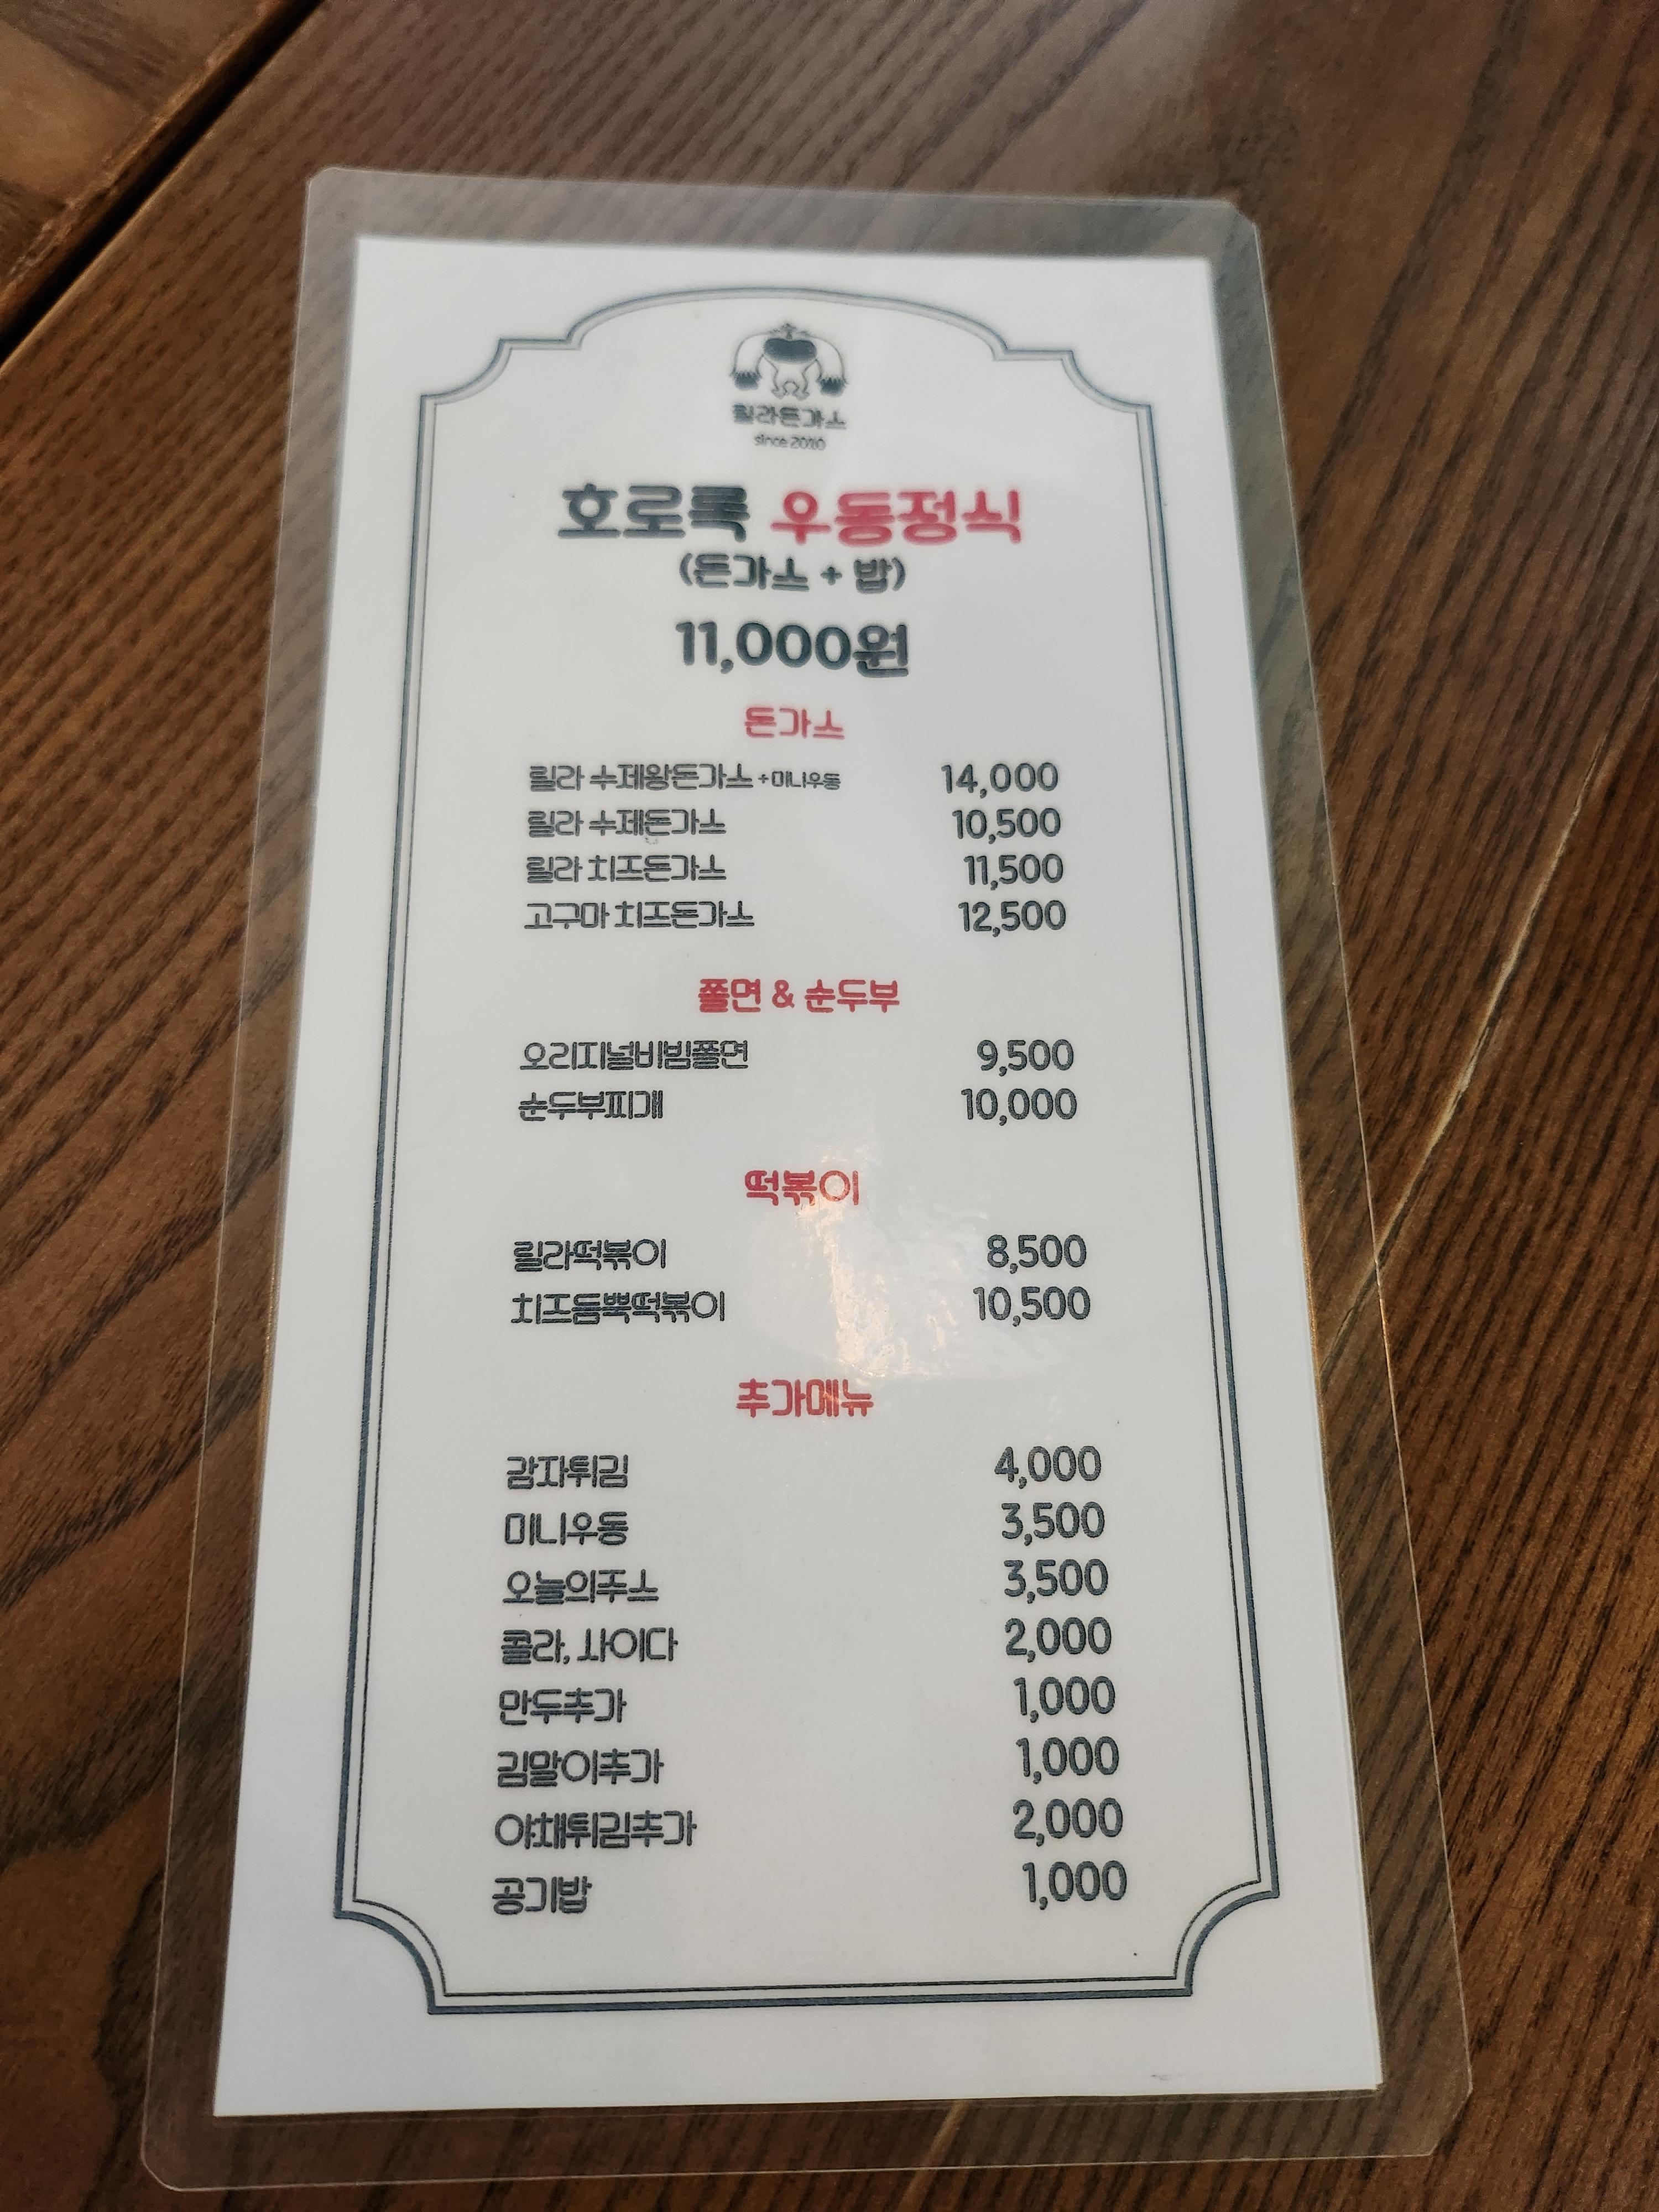 릴라돈가스
since 2020
호로록 우동정식
(돈가스 + 밥)
11,000원
돈가스
릴라 수제왕돈가스 +미니우동 14,000
릴라 수제돈가스 10,500
릴라 치즈돈가스 11,500
고구마 치즈돈가스 12,500
쫄면 & 순두부
오리지널비빔쫄면 9,500
순두부찌개 10,000
떡볶이
릴라떡볶이 8,500
치즈듬뿍떡볶이 10,500
추가메뉴
감자튀김 4,000
미니우동 3,500
오늘의쥬스 3,500
콜라, 사이다 2,000
만두추가 1,000
김말이추가 1,000
야채튀김추가 2,000
공기밥 1,000